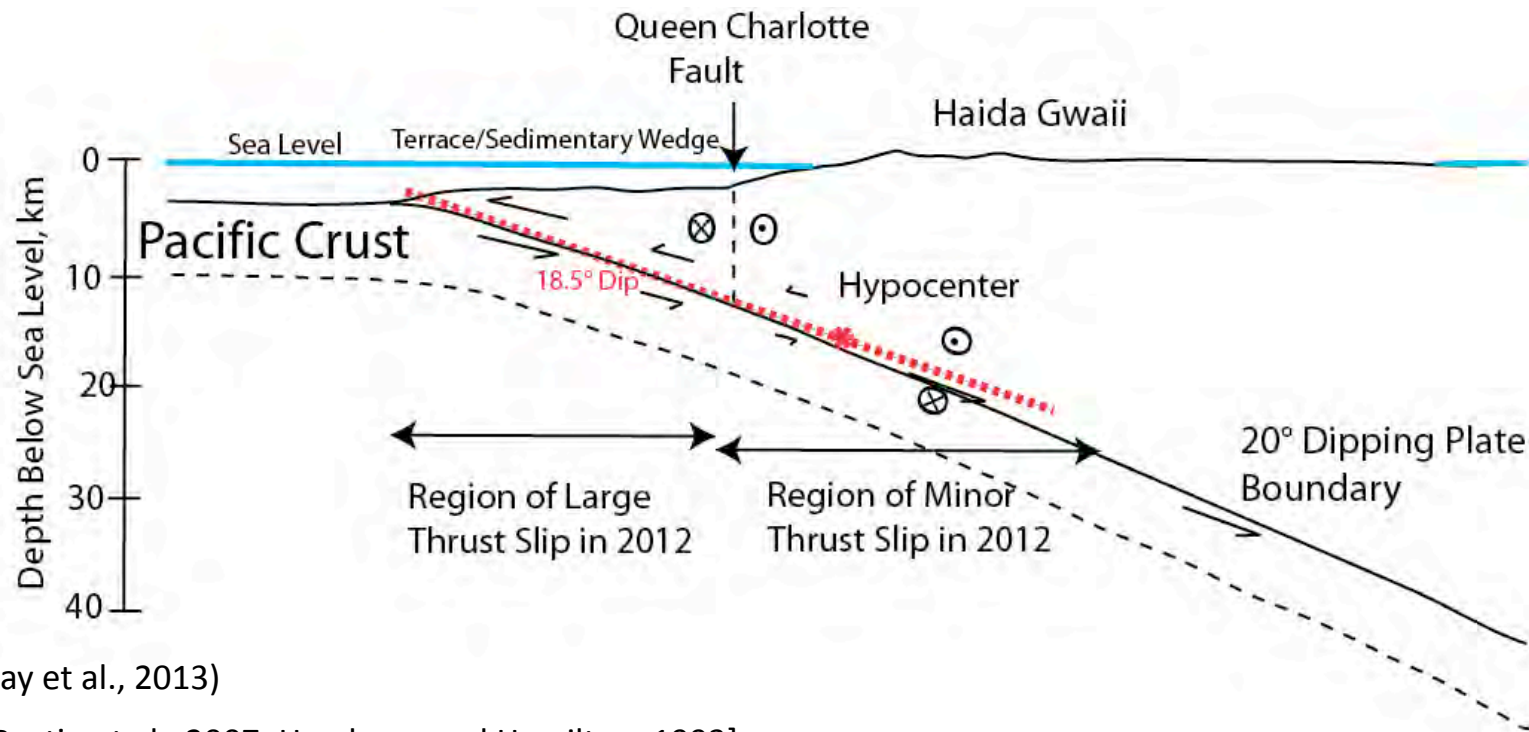 Queen Charlotte
Fault
Haida Gwaii
Sea Level
Terrace/Sedimentary Wedge
0
Pacific Crust
10
18.5° Dip
Hypocenter
20
30
40
Depth Below Sea Level, km
20° Dipping Plate
Boundary
Region of Large
Thrust Slip in 2012
Region of Minor
Thrust Slip in 2012
ay et al., 2013)